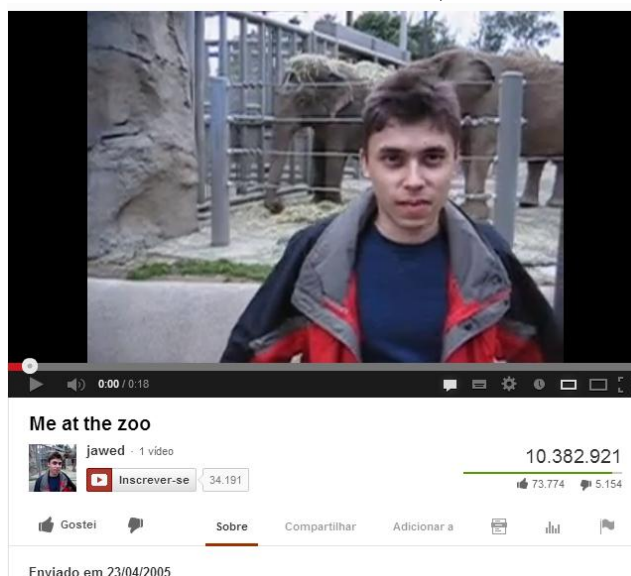 0:00 / 0:18
Me at the zoo
jawed · 1 vídeo
10.382.921
Inscrever-se 34.191
73.774 5.154
Gostei Sobre Compartilhar Adicionar a
Enviado em 23/04/2005